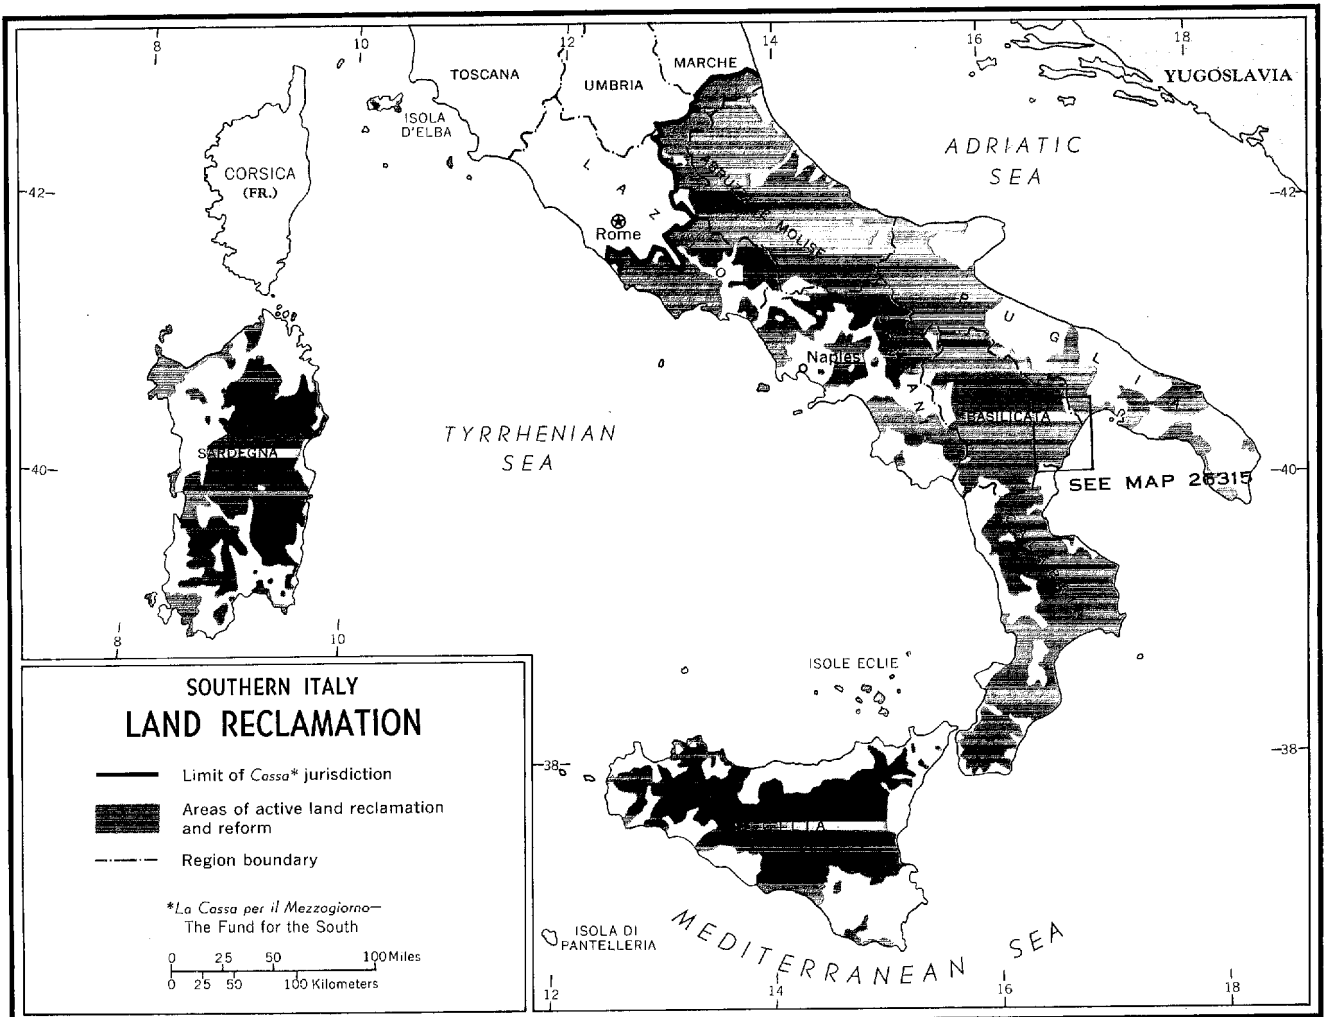 8
10
12
14
16
18
TOSCANA
UMBRIA
MARCHE
YUGOSLAVIA
ISOLA
D'ELBA
ADRIATIC
SEA
CORSICA
(FR.)
42
42
LAZIO
ABRUZZI E MOLISE
Rome
PUGLIA
Naples
BASILICATA
TYRRHENIAN
SEA
SARDEGNA
40
40
SEE MAP 26315
8
10
ISOLE EOLIE
38
38
SOUTHERN ITALY
LAND RECLAMATION
Limit of Cassa* jurisdiction
Areas of active land reclamation
and reform
Region boundary
*La Cassa per il Mezzogiorno—
The Fund for the South
0 25 50 100 Miles
0 25 50 100 Kilometers
ISOLA DI
PANTELLERIA
MEDITERRANEAN SEA
12
14
16
18